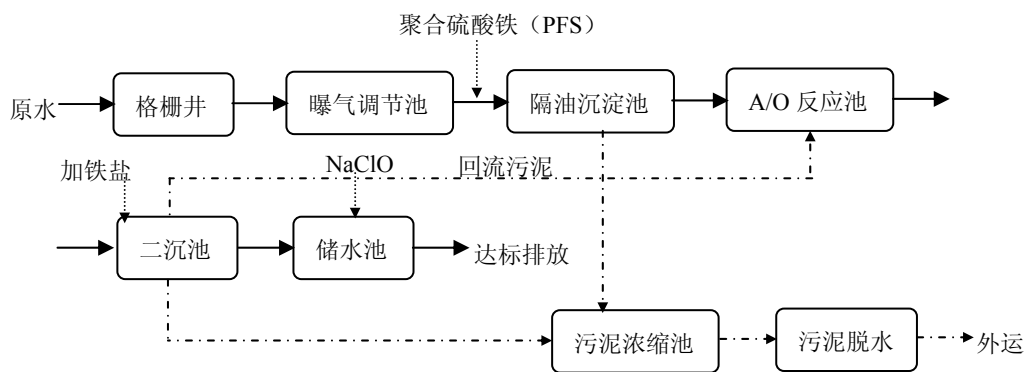 聚合硫酸铁（PFS）
原水
格栅井
曝气调节池
隔油沉淀池
A/O 反应池
加铁盐
NaClO
回流污泥
二沉池
储水池
达标排放
污泥浓缩池
污泥脱水
外运